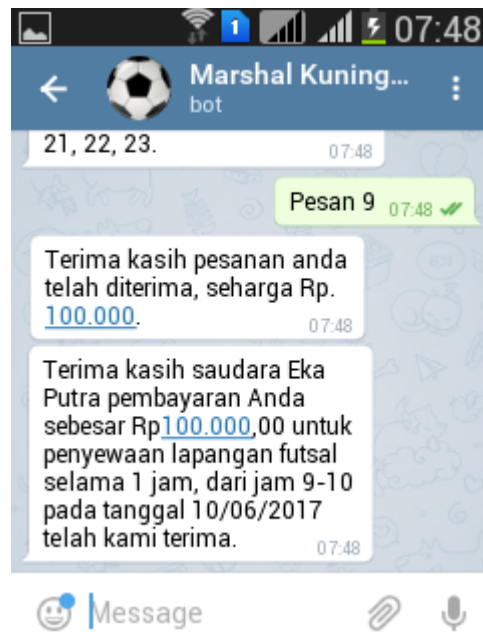 1
07:48
Marshal Kuning...
bot
21, 22, 23.
07:48
Pesan 9
07:48
Terima kasih pesanan anda
telah diterima, seharga Rp.
100.000.
07:48
Terima kasih saudara Eka
Putra pembayaran Anda
sebesar Rp100.000,00 untuk
penyewaan lapangan futsal
selama 1 jam, dari jam 9-10
pada tanggal 10/06/2017
telah kami terima.
07:48
Message